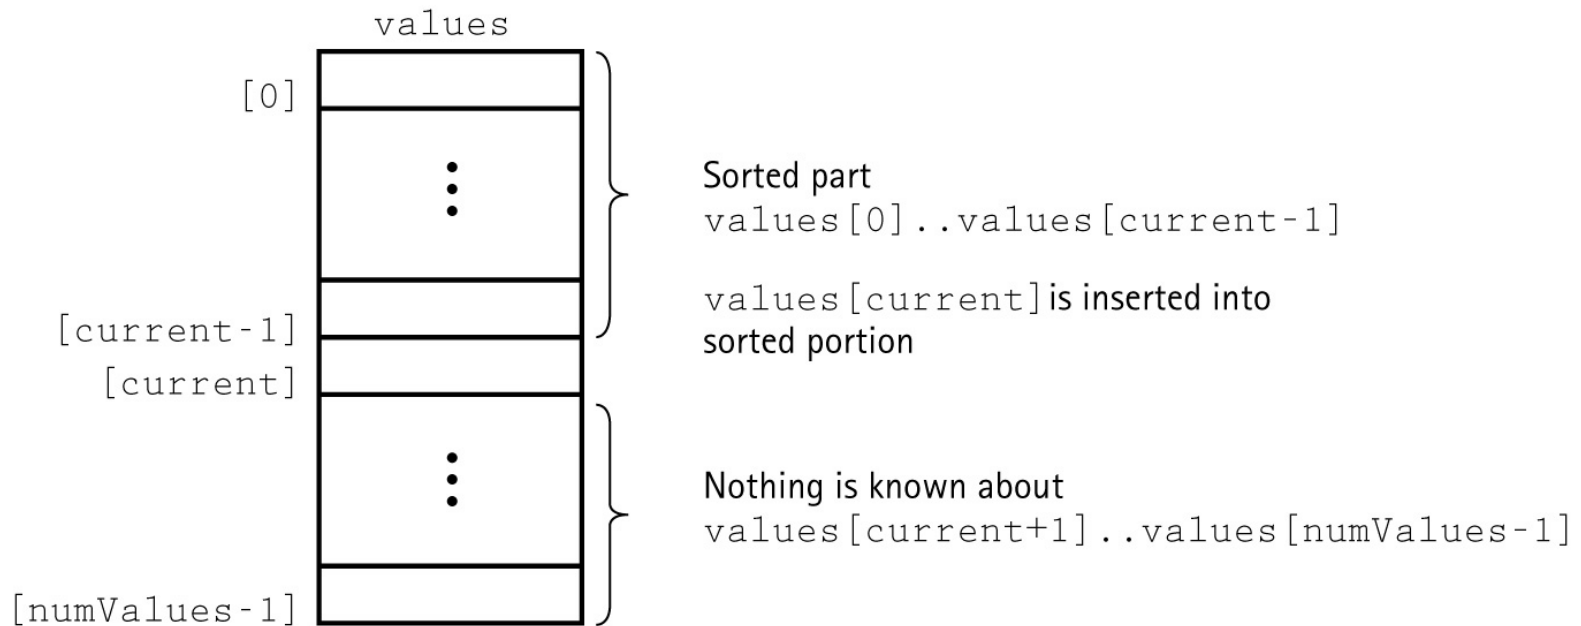 values
[0]
Sorted part
values[0]..values[current-1]
values[current] is inserted into
sorted portion
[current-1]
[current]
Nothing is known about
values[current+1]..values[numValues-1]
[numValues-1]